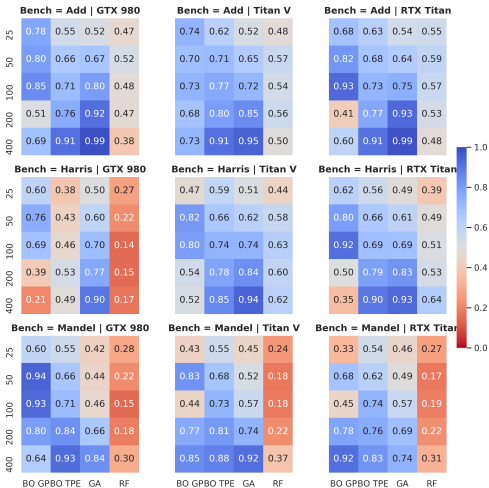 Bench = Add | GTX 980 Bench = Add | Titan V Bench = Add | RTX Titan
25 0.78 0.55 0.52 0.47 0.74 0.62 0.52 0.48 0.68 0.63 0.54 0.55
50 0.80 0.66 0.67 0.52 0.70 0.71 0.65 0.57 0.82 0.68 0.64 0.59
100 0.85 0.71 0.80 0.48 0.73 0.77 0.72 0.54 0.93 0.73 0.74 0.57
200 0.51 0.76 0.92 0.47 0.68 0.80 0.85 0.56 0.41 0.77 0.93 0.53
400 0.69 0.91 0.99 0.38 0.73 0.91 0.95 0.50 0.60 0.91 0.99 0.48
Bench = Harris | GTX 980 Bench = Harris | Titan V Bench = Harris | RTX Titan
25 0.60 0.38 0.50 0.27 0.47 0.59 0.51 0.44 0.62 0.56 0.49 0.39
50 0.76 0.43 0.60 0.22 0.82 0.66 0.62 0.58 0.80 0.66 0.61 0.49
100 0.69 0.46 0.70 0.14 0.80 0.74 0.74 0.63 0.92 0.69 0.69 0.51
200 0.39 0.53 0.77 0.15 0.54 0.78 0.84 0.60 0.50 0.79 0.83 0.53
400 0.21 0.49 0.90 0.17 0.52 0.85 0.94 0.62 0.35 0.90 0.93 0.64
Bench = Mandel | GTX 980 Bench = Mandel | Titan V Bench = Mandel | RTX Titan
25 0.60 0.55 0.42 0.28 0.43 0.55 0.45 0.24 0.33 0.54 0.46 0.27
50 0.94 0.66 0.44 0.22 0.83 0.68 0.52 0.18 0.68 0.62 0.49 0.17
100 0.93 0.71 0.46 0.15 0.44 0.73 0.57 0.18 0.45 0.74 0.57 0.19
200 0.80 0.84 0.66 0.18 0.77 0.81 0.74 0.22 0.78 0.81 0.73 0.22
400 0.64 0.93 0.84 0.30 0.72 0.88 0.92 0.37 0.74 0.89 0.84 0.31
BO GP BO TPE GA RF BO GP BO TPE GA RF BO GP BO TPE GA RF
1.0
0.8
0.6
0.4
0.2
0.0